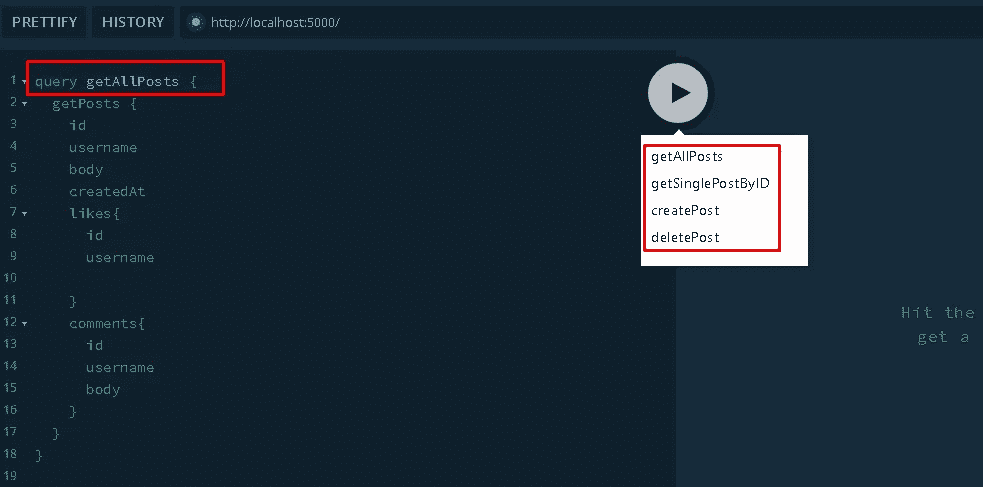 PRETTIFY HISTORY http://localhost:5000/
1 query getAllPosts {
2 getPosts {
3 id
4 username
5 body
6 createdAt
7 likes{
8 id
9 username
10
11 }
12 comments{
13 id
14 username
15 body
16 }
17 }
18 }
19
getAllPosts
getSinglePostByID
createPost
deletePost
Hit the
get a